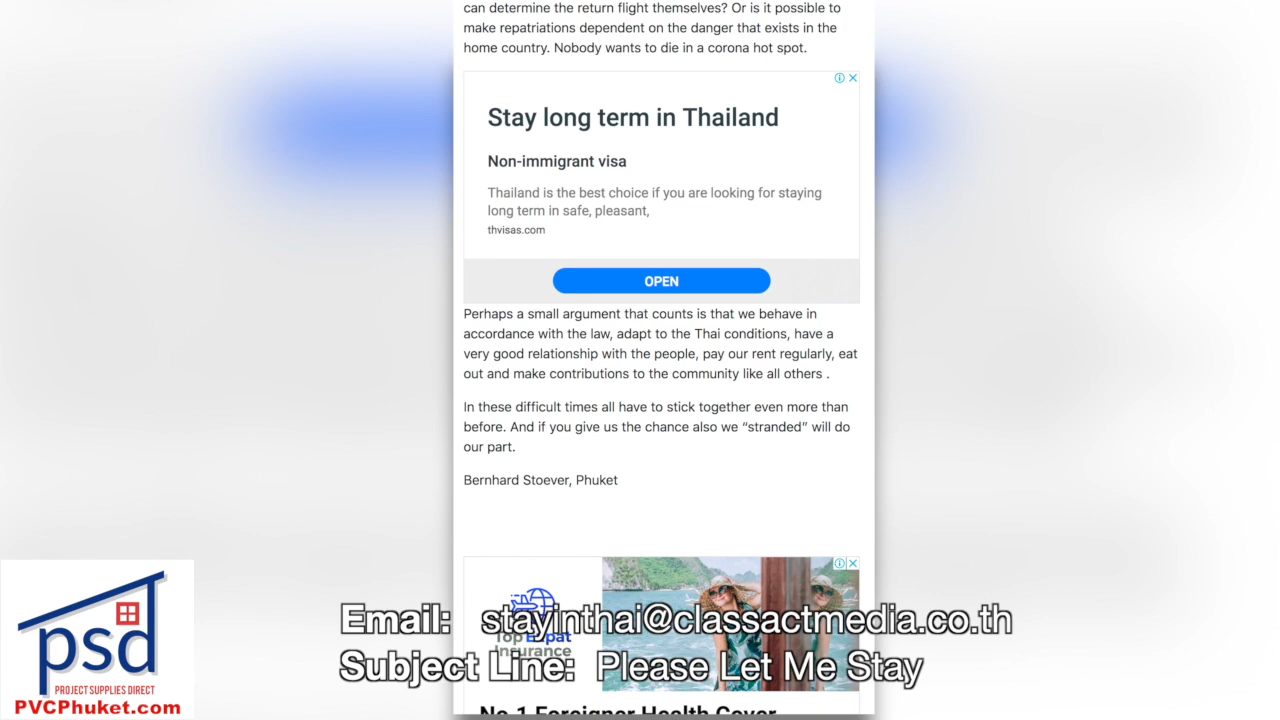 can determine the return flight themselves? Or is it possible to
make repatriations dependent on the danger that exists in the
home country. Nobody wants to die in a corona hot spot.
Stay long term in Thailand
Non-immigrant visa
Thailand is the best choice if you are looking for staying
long term in safe, pleasant,
thvisas.com
OPEN
Perhaps a small argument that counts is that we behave in
accordance with the law, adapt to the Thai conditions, have a
very good relationship with the people, pay our rent regularly, eat
out and make contributions to the community like all others .
In these difficult times all have to stick together even more than
before. And if you give us the chance also we “stranded” will do
our part.
Bernhard Stoever, Phuket
Top Expat
Insurance
Email: stayinthai@classactmedia.co.th
Subject Line: Please Let Me Stay
No.1 Foreigner Health Cover
psd
PROJECT SUPPLIES DIRECT
PVCPhuket.com